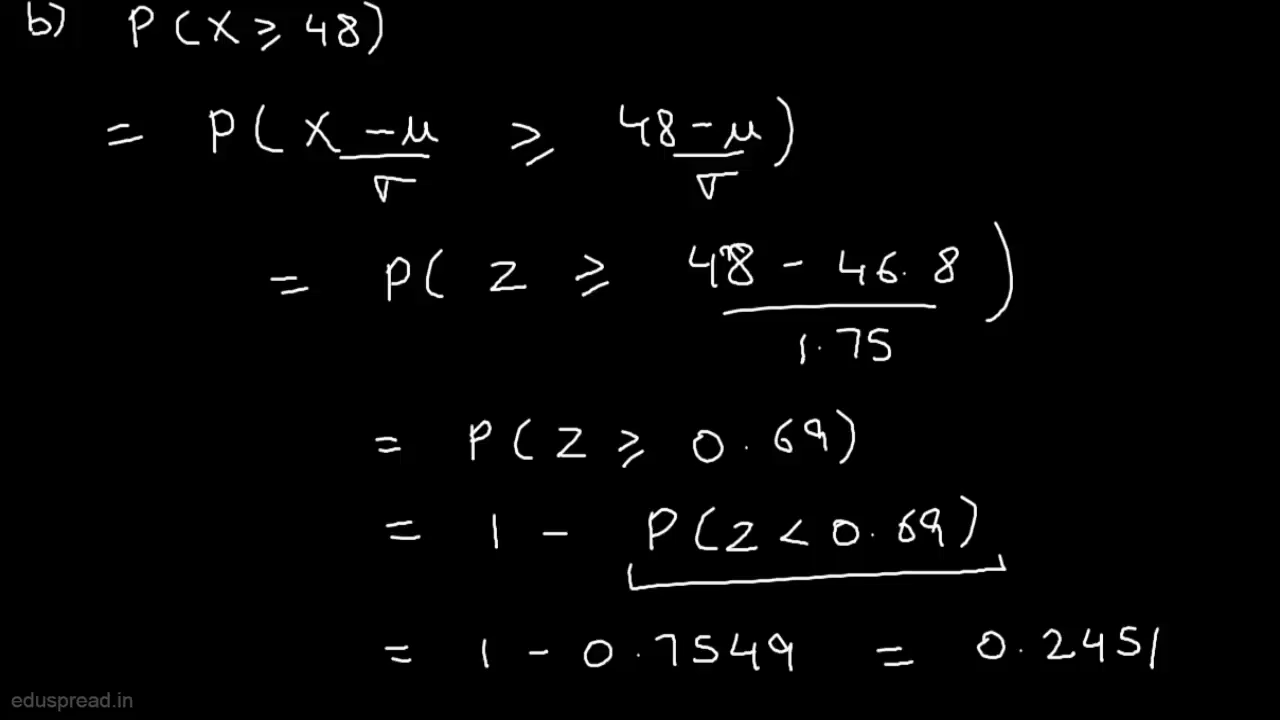 b) P(X ≥ 48)
= P(X - μ / σ ≥ 48 - μ / σ)
= P( Z ≥ 48 - 46.8 / 1.75 )
= P(Z ≥ 0.69)
= 1 - P(Z < 0.69)
= 1 - 0.7549 = 0.2451
eduspread.in